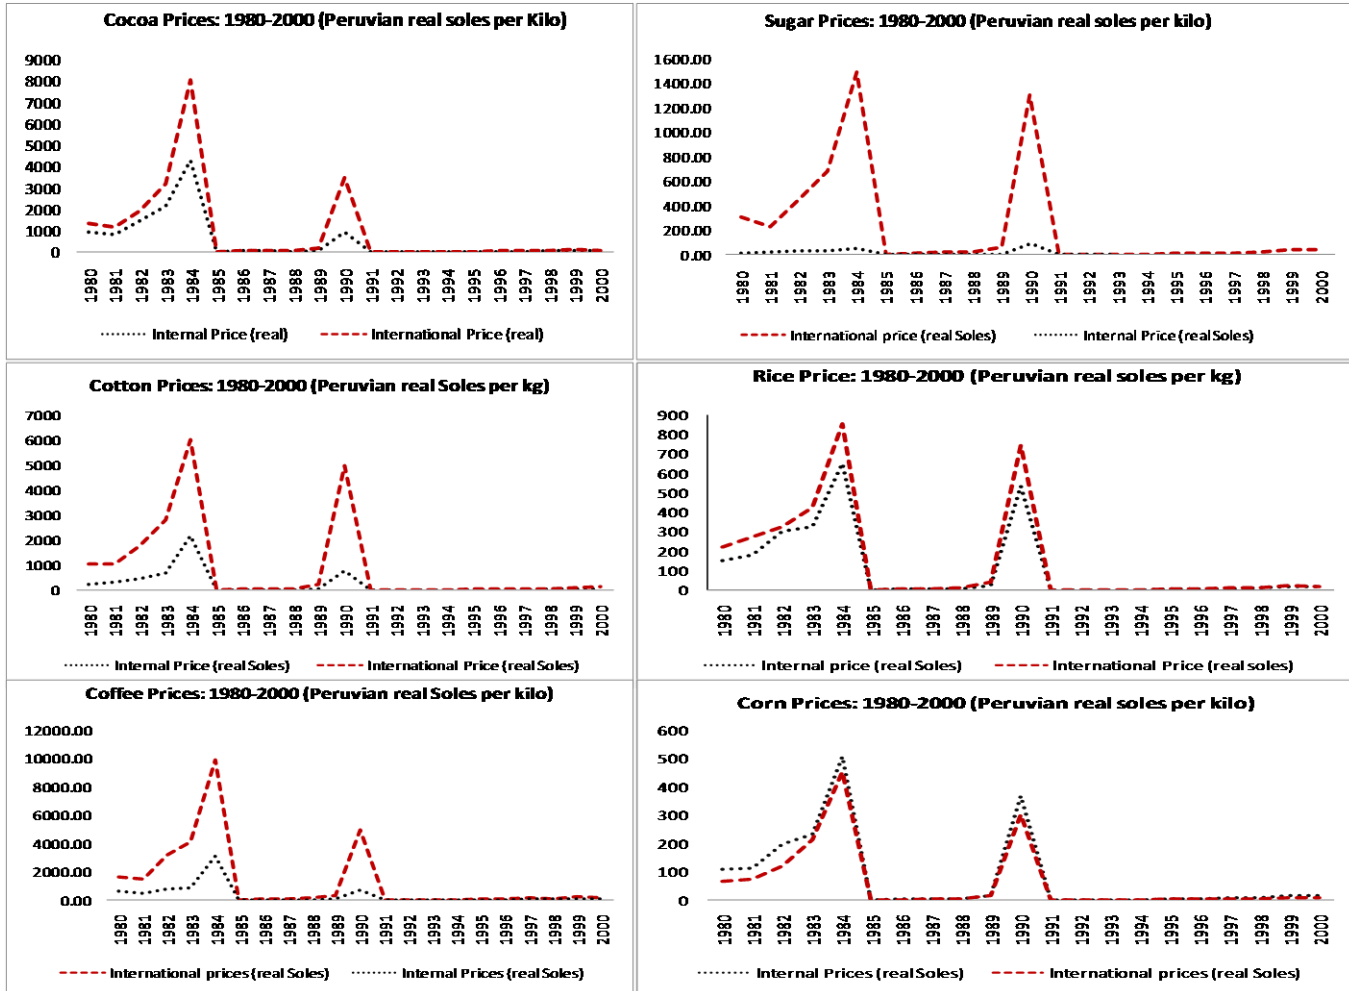 Cocoa Prices: 1980-2000 (Peruvian real soles per Kilo)
9000
8000
7000
6000
5000
4000
3000
2000
1000
0
1980 1981 1982 1983 1984 1985 1986 1987 1988 1989 1990 1991 1992 1993 1994 1995 1996 1997 1998 1999 2000
Internal Price (real) International Price (real)
Sugar Prices: 1980-2000 (Peruvian real soles per kilo)
1600.00
1400.00
1200.00
1000.00
800.00
600.00
400.00
200.00
0.00
1980 1981 1982 1983 1984 1985 1986 1987 1988 1989 1990 1991 1992 1993 1994 1995 1996 1997 1998 1999 2000
International price (real Soles) Internal Price (real Soles)
Cotton Prices: 1980-2000 (Peruvian real Soles per kg)
7000
6000
5000
4000
3000
2000
1000
0
1980 1981 1982 1983 1984 1985 1986 1987 1988 1989 1990 1991 1992 1993 1994 1995 1996 1997 1998 1999 2000
Internal Price (real Soles) International Price (real Soles)
Rice Price: 1980-2000 (Peruvian real soles per kg)
900
800
700
600
500
400
300
200
100
0
1980 1981 1982 1983 1984 1985 1986 1987 1988 1989 1990 1991 1992 1993 1994 1995 1996 1997 1998 1999 2000
Internal price (real Soles) International Price (real soles)
Coffee Prices: 1980-2000 (Peruvian real Soles per kilo)
12000.00
10000.00
8000.00
6000.00
4000.00
2000.00
0.00
1980 1981 1982 1983 1984 1985 1986 1987 1988 1989 1990 1991 1992 1993 1994 1995 1996 1997 1998 1999 2000
International prices (real Soles) Internal Prices (real Soles)
Corn Prices: 1980-2000 (Peruvian real soles per kilo)
600
500
400
300
200
100
0
1980 1981 1982 1983 1984 1985 1986 1987 1988 1989 1990 1991 1992 1993 1994 1995 1996 1997 1998 1999 2000
Internal Prices (real Soles) International prices (real Soles)